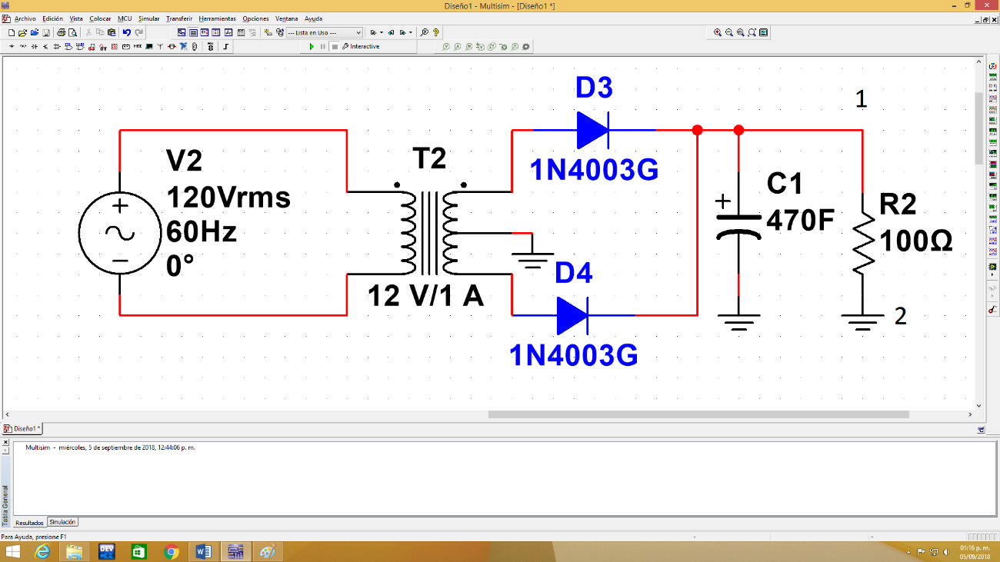 Diseño1 - Multisim - [Diseño1 *]
Archivo Edición Vista Colocar MCU Simular Transferir Herramientas Opciones Ventana Ayuda
--- Lista en Uso ---
Interactive
D3
1
V2
T2
1N4003G
120Vrms
C1
R2
60Hz
470F
100Ω
0°
D4
12 V/1 A
2
1N4003G
Diseño1 *
Multisim - miércoles, 5 de septiembre de 2018, 12:44:06 p. m.
Tabla General
Resultados Simulación
Para Ayuda, presione F1
01:16 p. m.
05/09/2018